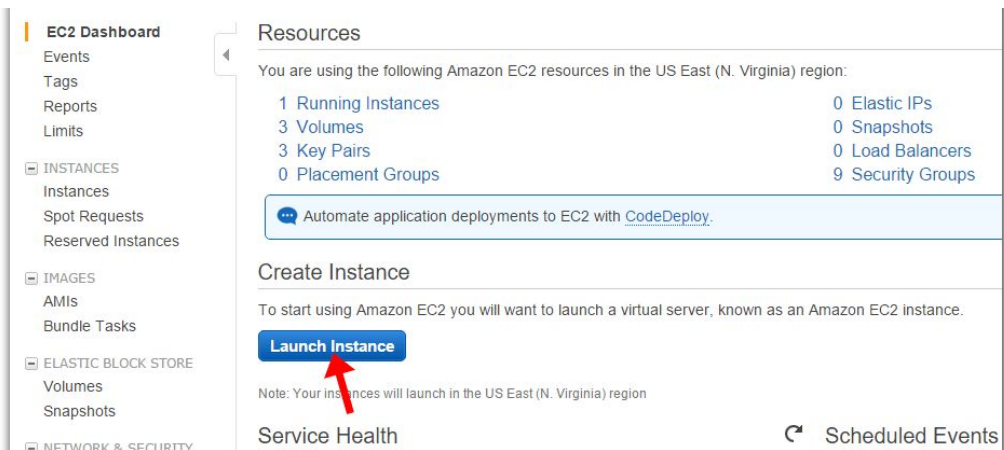 EC2 Dashboard
Events
Tags
Reports
Limits
INSTANCES
Instances
Spot Requests
Reserved Instances
IMAGES
AMIs
Bundle Tasks
ELASTIC BLOCK STORE
Volumes
Snapshots
NETWORK & SECURITY
Resources
You are using the following Amazon EC2 resources in the US East (N. Virginia) region:
1 Running Instances
3 Volumes
3 Key Pairs
0 Placement Groups
0 Elastic IPs
0 Snapshots
0 Load Balancers
9 Security Groups
Automate application deployments to EC2 with CodeDeploy.
Create Instance
To start using Amazon EC2 you will want to launch a virtual server, known as an Amazon EC2 instance.
Launch Instance
Note: Your instances will launch in the US East (N. Virginia) region
Service Health
Scheduled Events